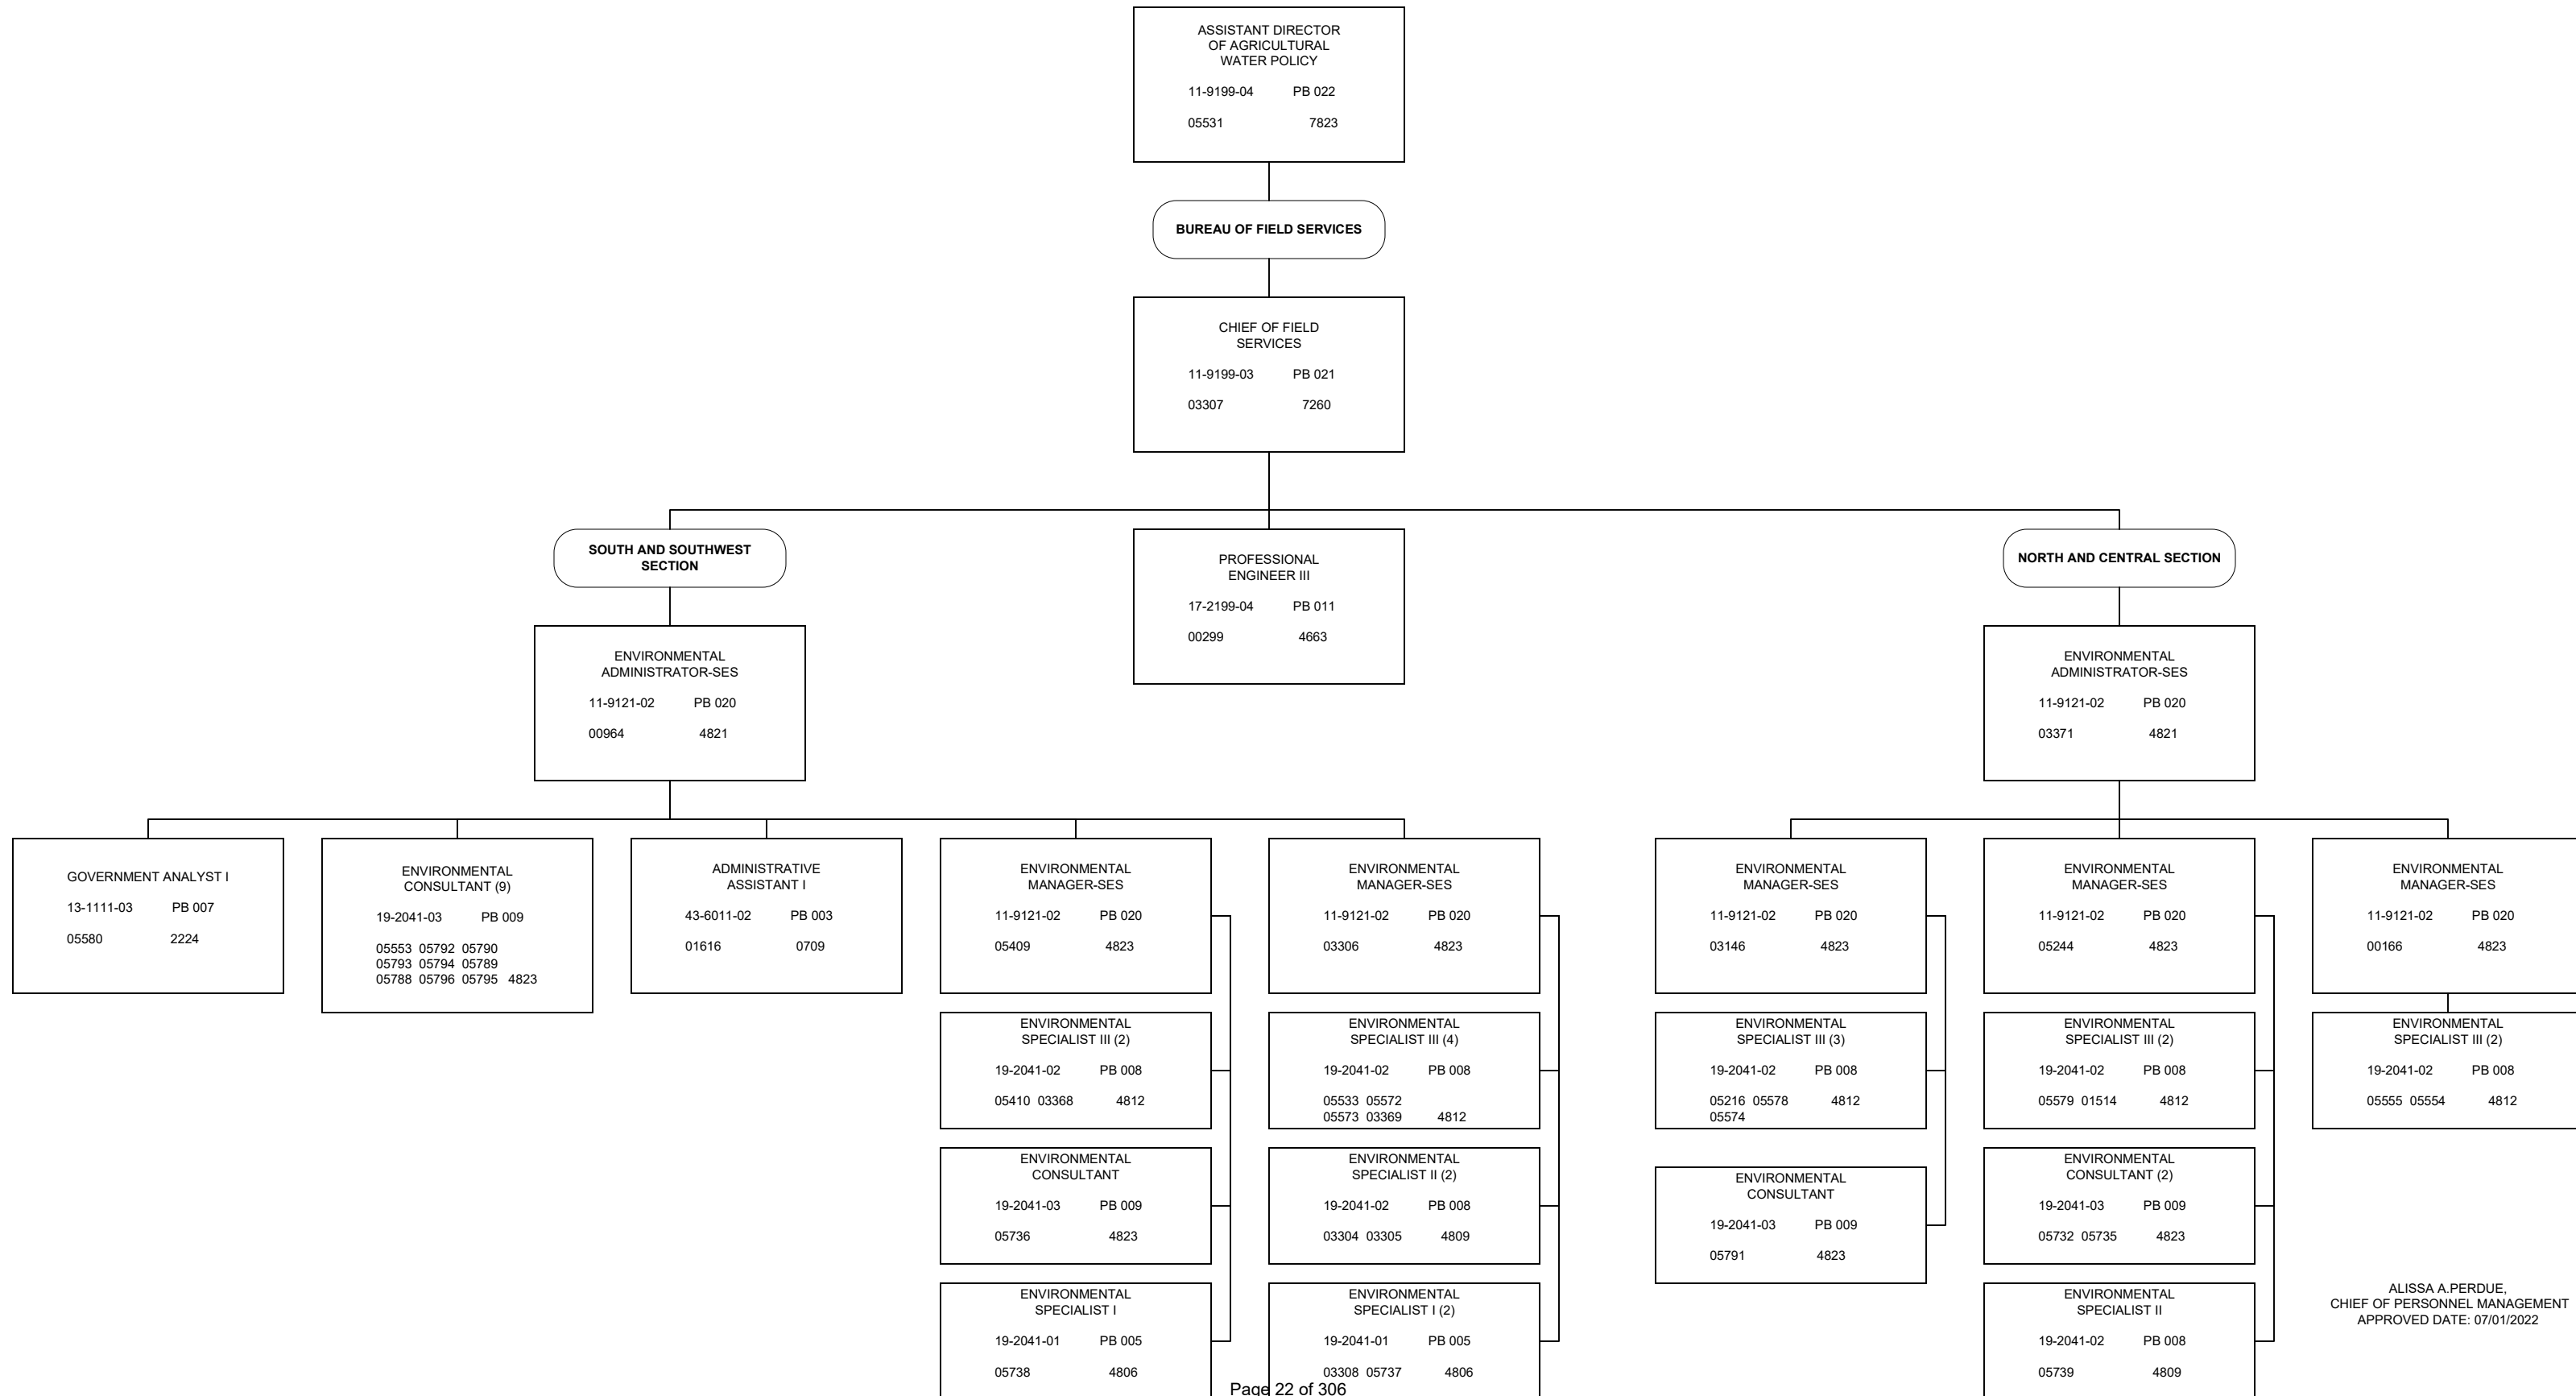 ASSISTANT DIRECTOR
OF AGRICULTURAL
WATER POLICY
11-9199-04 PB 022
05531 7823
BUREAU OF FIELD SERVICES
CHIEF OF FIELD
SERVICES
11-9199-03 PB 021
03307 7260
SOUTH AND SOUTHWEST
SECTION
PROFESSIONAL
ENGINEER III
17-2199-04 PB 011
00299 4663
NORTH AND CENTRAL SECTION
ENVIRONMENTAL
ADMINISTRATOR-SES
11-9121-02 PB 020
00964 4821
ENVIRONMENTAL
ADMINISTRATOR-SES
11-9121-02 PB 020
03371 4821
GOVERNMENT ANALYST I
13-1111-03 PB 007
05580 2224
ENVIRONMENTAL
CONSULTANT (9)
19-2041-03 PB 009
05553 05792 05790
05793 05794 05789
05788 05796 05795 4823
ADMINISTRATIVE
ASSISTANT I
43-6011-02 PB 003
01616 0709
ENVIRONMENTAL
MANAGER-SES
11-9121-02 PB 020
05409 4823
ENVIRONMENTAL
SPECIALIST III (2)
19-2041-02 PB 008
05410 03368 4812
ENVIRONMENTAL
CONSULTANT
19-2041-03 PB 009
05736 4823
ENVIRONMENTAL
SPECIALIST I
19-2041-01 PB 005
05738 4806
ENVIRONMENTAL
MANAGER-SES
11-9121-02 PB 020
03306 4823
ENVIRONMENTAL
SPECIALIST III (4)
19-2041-02 PB 008
05533 05572
05573 03369 4812
ENVIRONMENTAL
SPECIALIST II (2)
19-2041-02 PB 008
03304 03305 4809
ENVIRONMENTAL
SPECIALIST I (2)
19-2041-01 PB 005
03308 05737 4806
ENVIRONMENTAL
MANAGER-SES
11-9121-02 PB 020
03146 4823
ENVIRONMENTAL
SPECIALIST III (3)
19-2041-02 PB 008
05216 05578 4812
05574
ENVIRONMENTAL
CONSULTANT
19-2041-03 PB 009
05791 4823
ENVIRONMENTAL
MANAGER-SES
11-9121-02 PB 020
05244 4823
ENVIRONMENTAL
SPECIALIST III (2)
19-2041-02 PB 008
05579 01514 4812
ENVIRONMENTAL
CONSULTANT (2)
19-2041-03 PB 009
05732 05735 4823
ENVIRONMENTAL
SPECIALIST II
19-2041-02 PB 008
05739 4809
ENVIRONMENTAL
MANAGER-SES
11-9121-02 PB 020
00166 4823
ENVIRONMENTAL
SPECIALIST III (2)
19-2041-02 PB 008
05555 05554 4812
ALISSA A.PERDUE,
CHIEF OF PERSONNEL MANAGEMENT
APPROVED DATE: 07/01/2022
Page 22 of 306